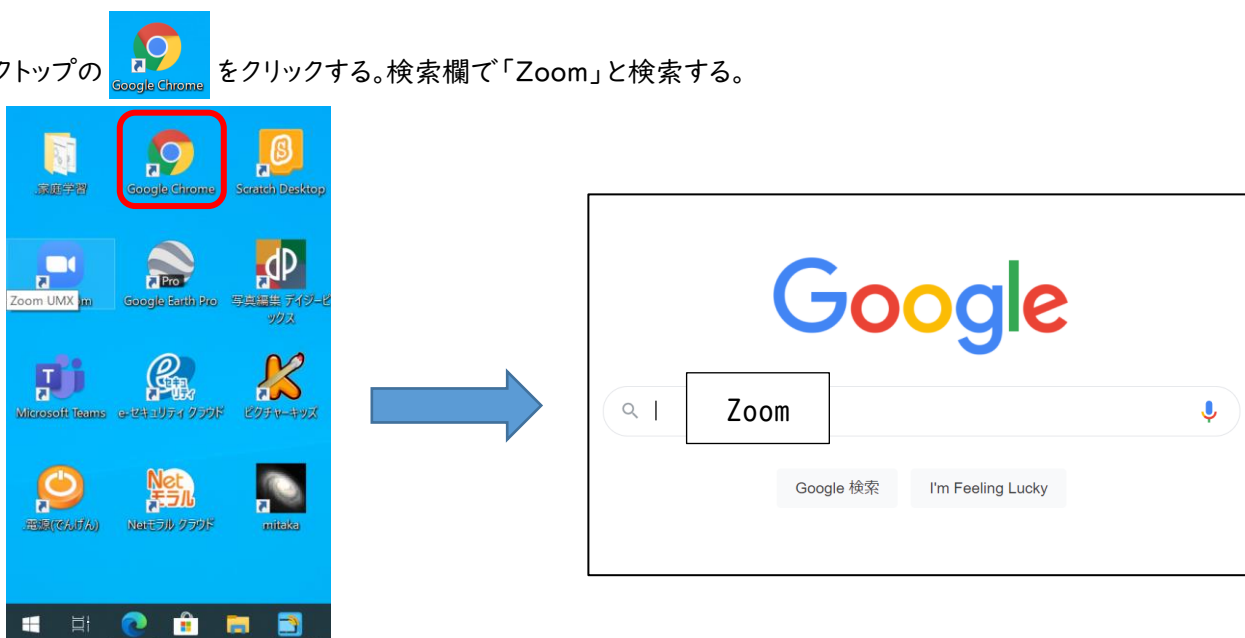 クトップの Google Chrome をクリックする。検索欄で「Zoom」と検索する。
家庭学習 Google Chrome Scratch Desktop
Zoom UMX m Google Earth Pro 写真編集 デイジーピ
ックス
Microsoft Teams e-セキュリティ クラウド ピクチャーキッズ
電源(でんげん) Netモラル クラウド mitaka
Google
Zoom
Google 検索 I'm Feeling Lucky